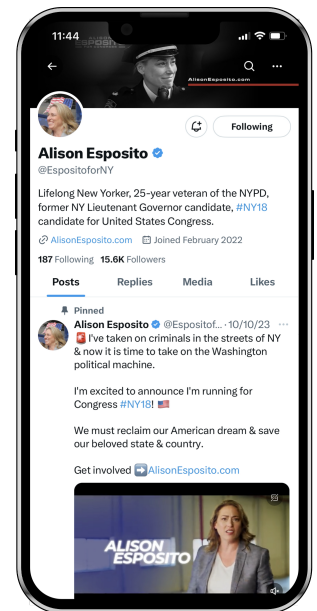 11:44
AlisonEsposito.com
Following
Alison Esposito
@EspositoforNY
Lifelong New Yorker, 25-year veteran of the NYPD,
former NY Lieutenant Governor candidate, #NY18
candidate for United States Congress.
AlisonEsposito.com Joined February 2022
187 Following 15.6K Followers
Posts Replies Media Likes
Pinned
Alison Esposito @Espositof... · 10/10/23 ...
🚨 I've taken on criminals in the streets of NY
& now it is time to take on the Washington
political machine.
I'm excited to announce I'm running for
Congress #NY18! 🇺🇸
We must reclaim our American dream & save
our beloved state & country.
Get involved ➡️AlisonEsposito.com
ALISON
ESPOSITO